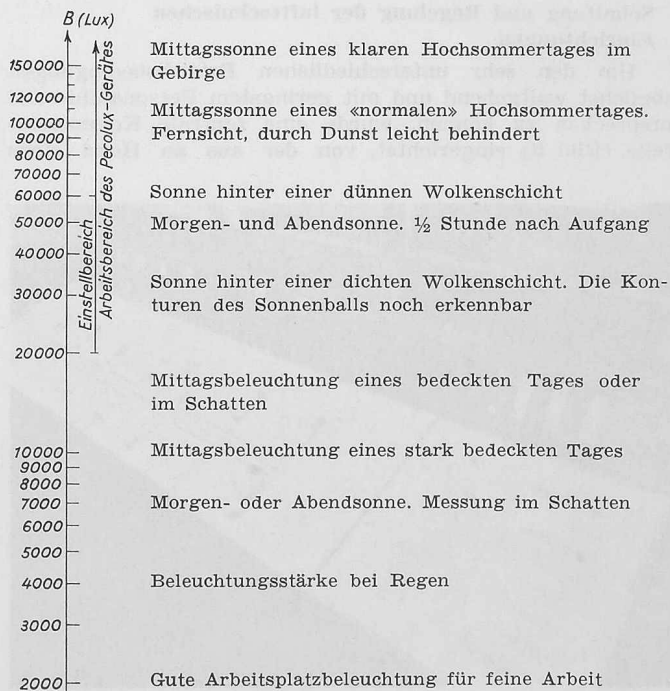 B (Lux)
Mittagssonne eines klaren Hochsommertages im
Gebirge
150000
120000
Mittagssonne eines «normalen» Hochsommertages.
100000
Fernsicht, durch Dunst leicht behindert
90000
80000
70000
60000
Sonne hinter einer dünnen Wolkenschicht
50000
Morgen- und Abendsonne. ½ Stunde nach Aufgang
40000
30000
Sonne hinter einer dichten Wolkenschicht. Die Kon-
turen des Sonnenballs noch erkennbar
20000
Einstellbereich
Arbeitsbereich des Pecolux-Gerätes
Mittagsbeleuchtung eines bedeckten Tages oder
im Schatten
10000
Mittagsbeleuchtung eines stark bedeckten Tages
9000
8000
7000
Morgen- oder Abendsonne. Messung im Schatten
6000
5000
4000
Beleuchtungsstärke bei Regen
3000
2000
Gute Arbeitsplatzbeleuchtung für feine Arbeit